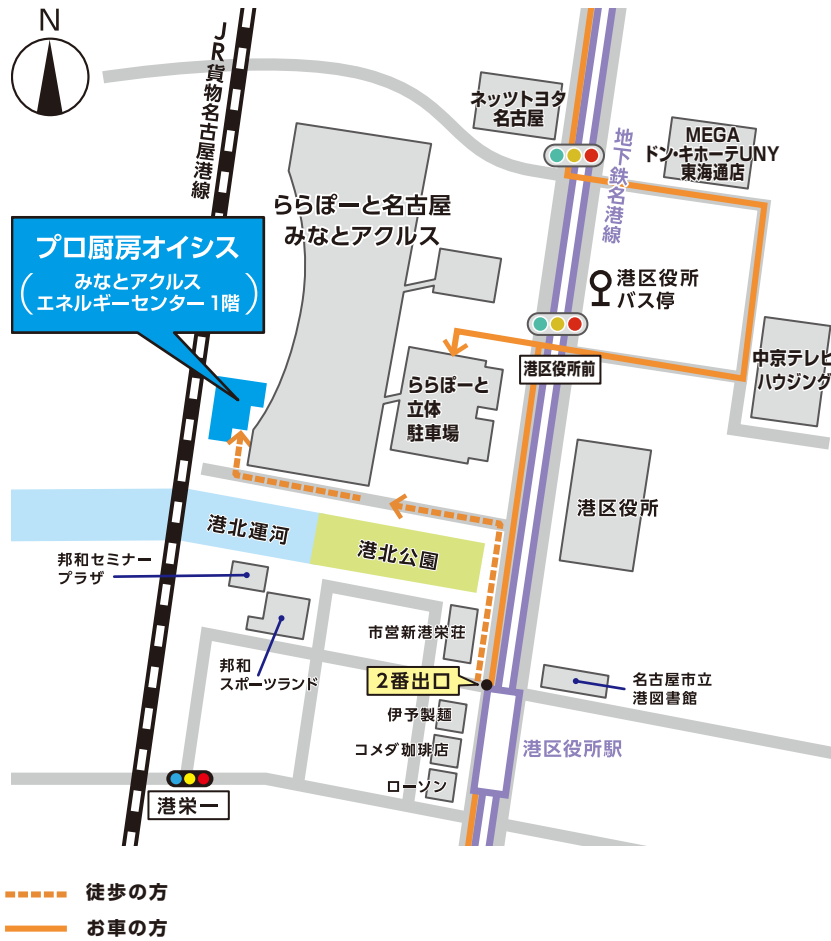 N
JR貨物名古屋港線
ネッツトヨタ
名古屋
MEGA
ドン・キホーテUNY
東海通店
地下鉄名港線
ららぽーと名古屋
みなとアクルス
プロ厨房オイシス
(みなとアクルス
エネルギーセンター 1階)
港区役所
バス停
港区役所前
中京テレビ
ハウジング
ららぽーと
立体
駐車場
港区役所
港北運河
港北公園
邦和セミナー
プラザ
邦和
スポーツランド
市営新港栄荘
2番出口
名古屋市立
港図書館
伊予製麺
コメダ珈琲店
ローソン
港区役所駅
港栄一
徒歩の方
お車の方